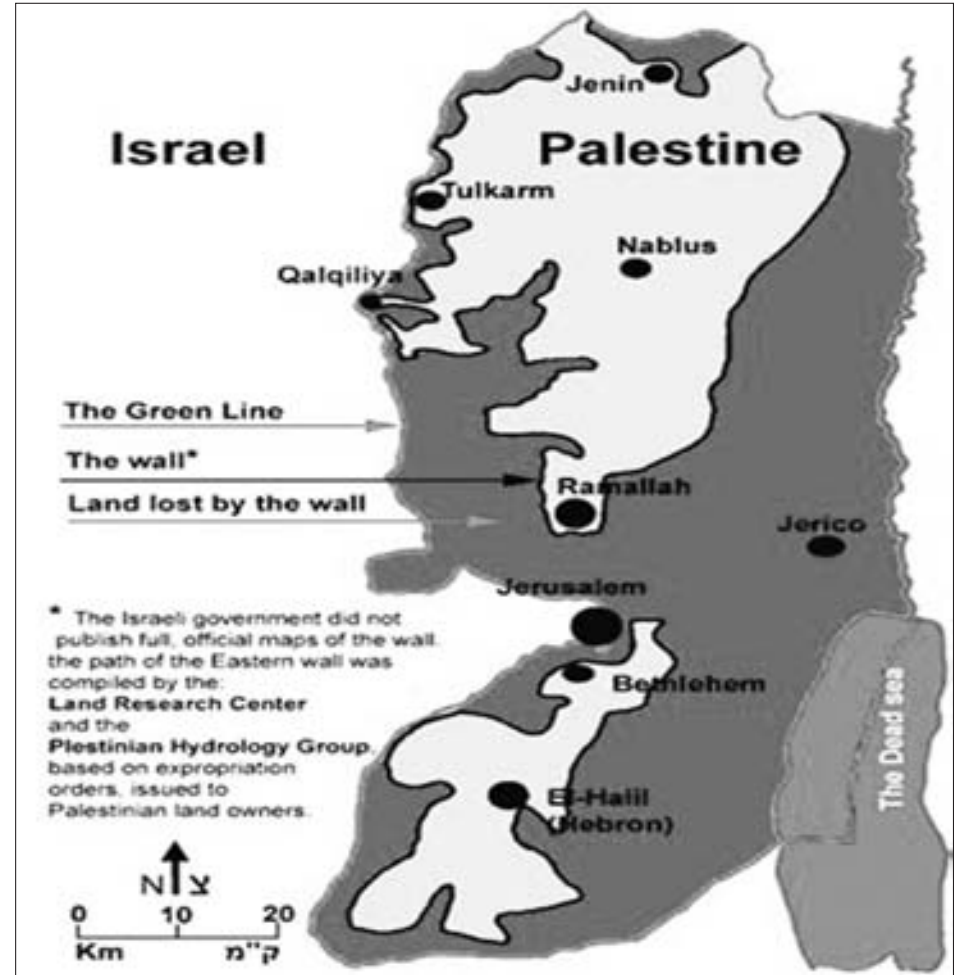 Jenin
Israel
Palestine
Tulkarm
Nablus
Qalqiliya
The Green Line
The wall*
Land lost by the wall
Ramallah
Jerico
Jerusalem
* The Israeli government did not
publish full, official maps of the wall.
the path of the Eastern wall was
compiled by the:
Land Research Center
and the
Plestinian Hydrology Group,
based on expropriation
orders, issued to
Palestinian land owners.
Bethlehem
The Dead sea
El-Halil
(Hebron)
N צ
0 10 20
Km ק"מ